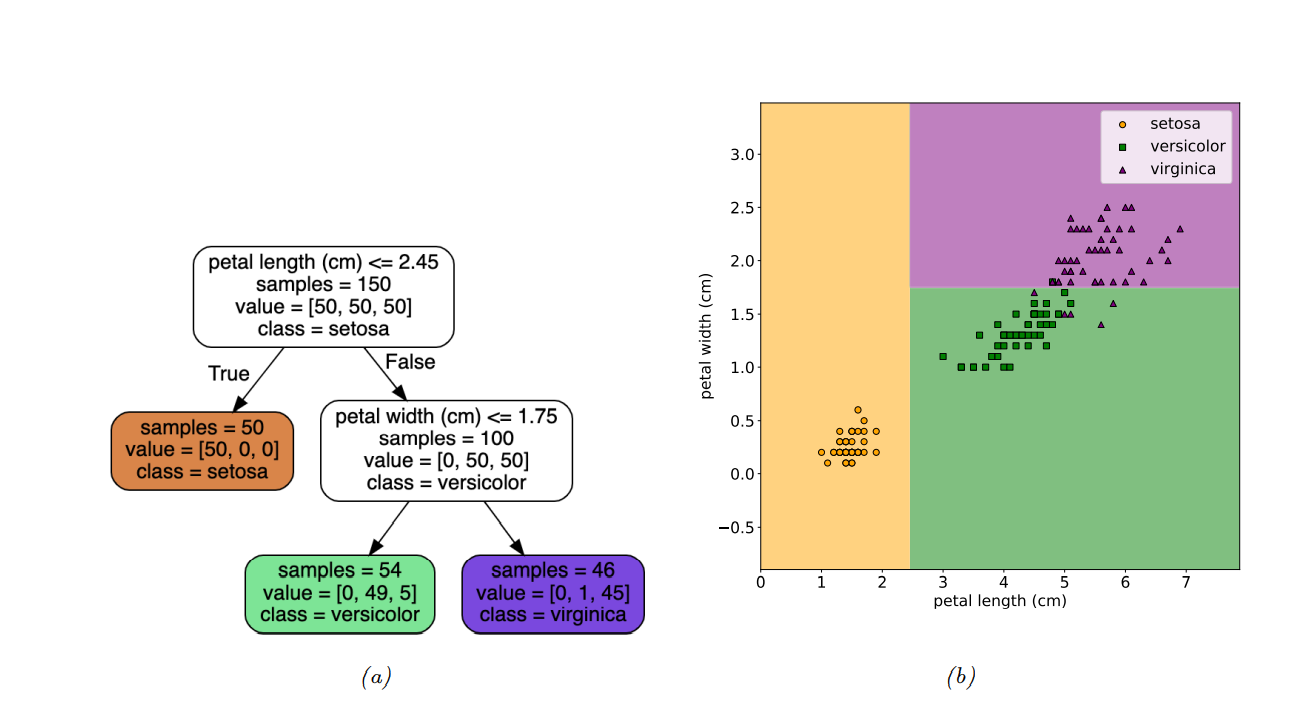 petal length (cm) <= 2.45
samples = 150
value = [50, 50, 50]
class = setosa
True
False
samples = 50
value = [50, 0, 0]
class = setosa
petal width (cm) <= 1.75
samples = 100
value = [0, 50, 50]
class = versicolor
samples = 54
value = [0, 49, 5]
class = versicolor
samples = 46
value = [0, 1, 45]
class = virginica
(a)
setosa
versicolor
virginica
3.0
2.5
2.0
1.5
1.0
0.5
0.0
−0.5
petal width (cm)
0 1 2 3 4 5 6 7
petal length (cm)
(b)